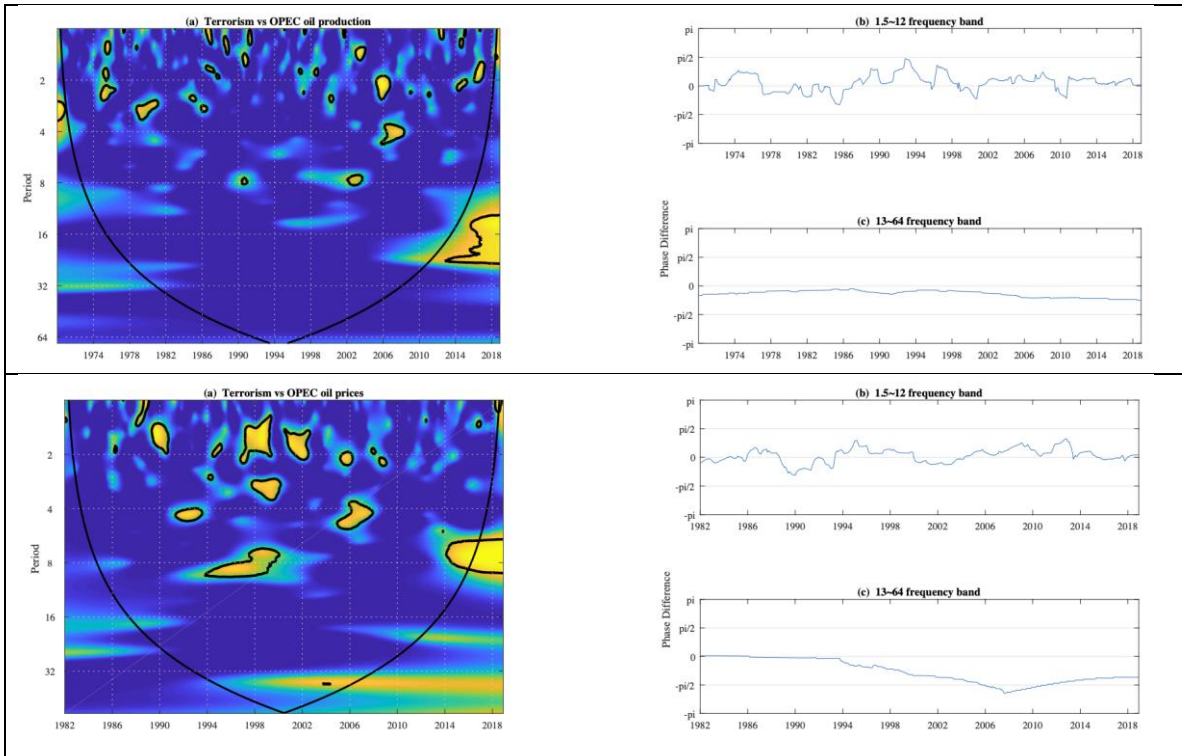 (a) Terrorism vs OPEC oil production
Period
2
4
8
16
32
64
1974 1978 1982 1986 1990 1994 1998 2002 2006 2010 2014 2018
(b) 1.5~12 frequency band
pi
pi/2
0
-pi/2
-pi
1974 1978 1982 1986 1990 1994 1998 2002 2006 2010 2014 2018
(c) 13~64 frequency band
Phase Difference
pi
pi/2
0
-pi/2
-pi
1974 1978 1982 1986 1990 1994 1998 2002 2006 2010 2014 2018
(a) Terrorism vs OPEC oil prices
Period
2
4
8
16
32
1982 1986 1990 1994 1998 2002 2006 2010 2014 2018
(b) 1.5~12 frequency band
pi
pi/2
0
-pi/2
-pi
1982 1986 1990 1994 1998 2002 2006 2010 2014 2018
(c) 13~64 frequency band
Phase Difference
pi
pi/2
0
-pi/2
-pi
1982 1986 1990 1994 1998 2002 2006 2010 2014 2018